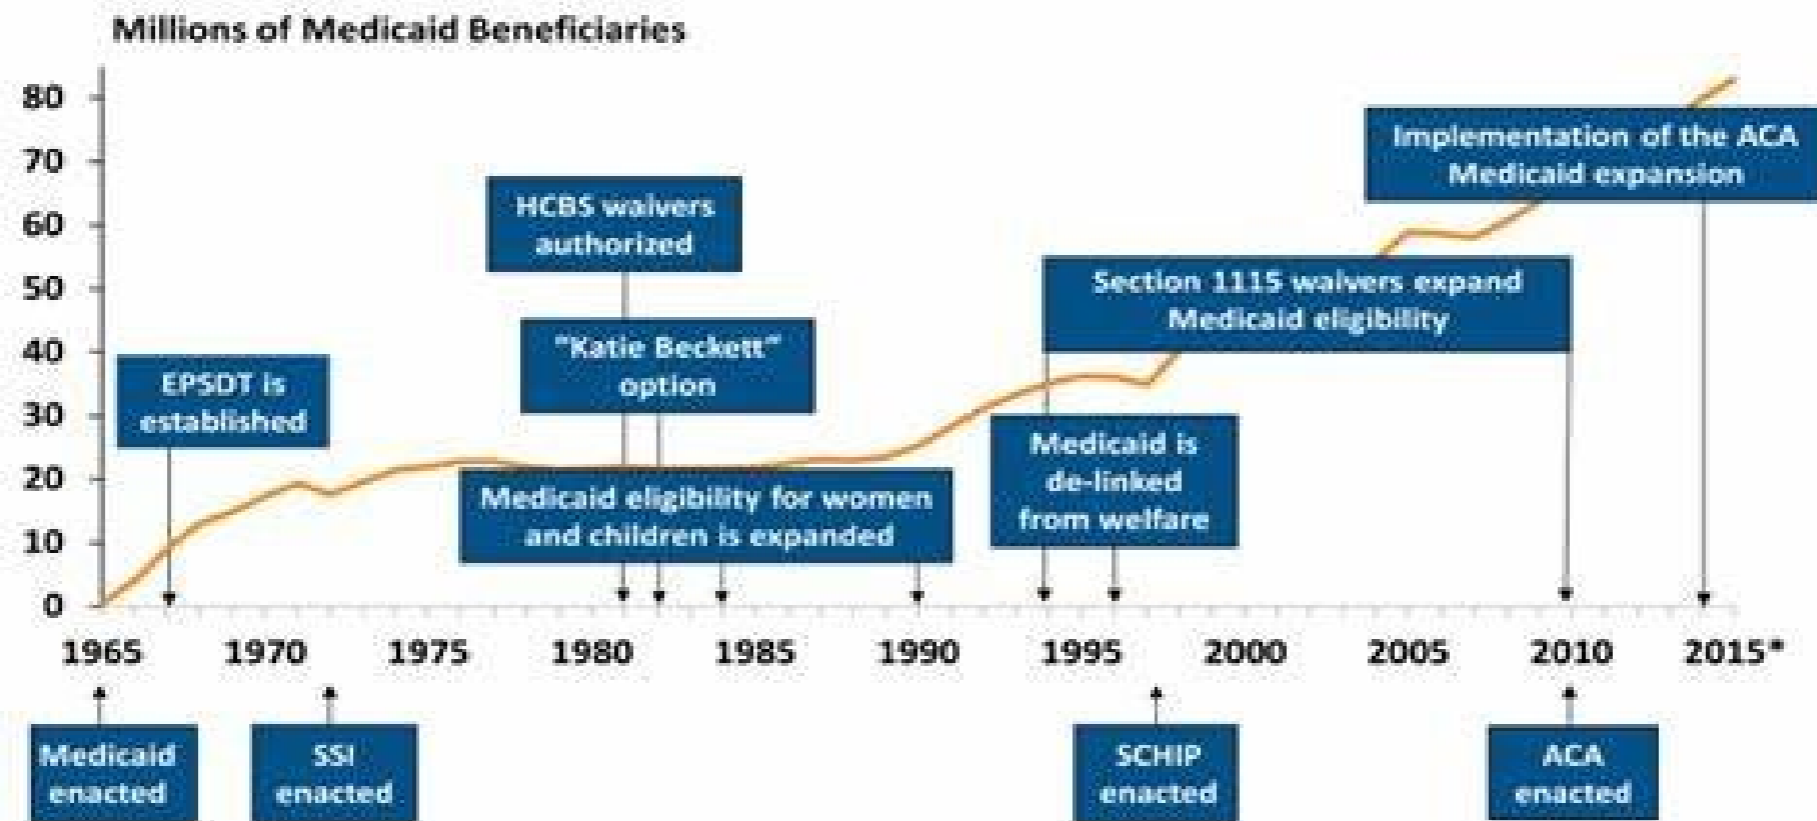 Millions of Medicaid Beneficiaries
80
70
60
50
40
30
20
10
0
Implementation of the ACA
Medicaid expansion
HCBS waivers
authorized
Section 1115 waivers expand
Medicaid eligibility
"Katie Beckett"
option
EPSDT is
established
Medicaid is
de-linked
from welfare
Medicaid eligibility for women
and children is expanded
1965 1970 1975 1980 1985 1990 1995 2000 2005 2010 2015*
Medicaid
enacted
SSI
enacted
SCHIP
enacted
ACA
enacted